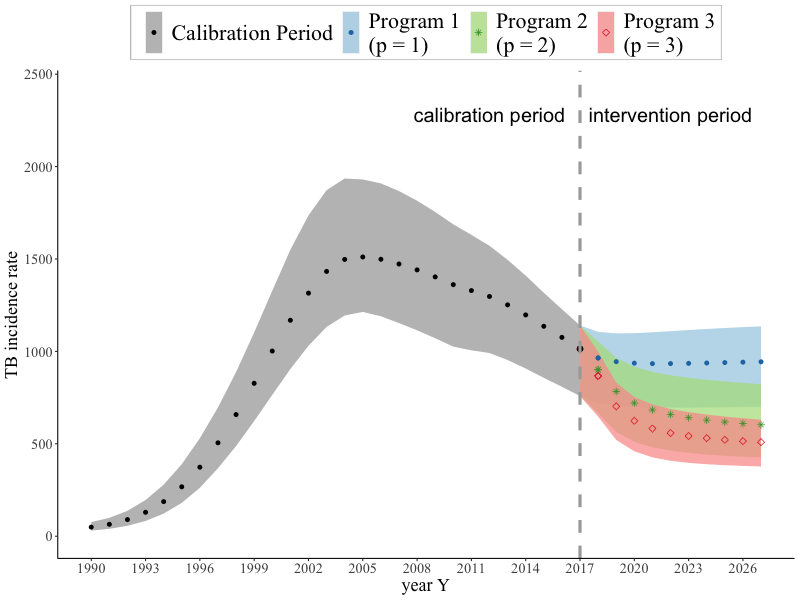 Calibration Period
Program 1
(p = 1)
Program 2
(p = 2)
Program 3
(p = 3)
calibration period
intervention period
TB incidence rate
2500
2000
1500
1000
500
0
1990 1993 1996 1999 2002 2005 2008 2011 2014 2017 2020 2023 2026
year Y